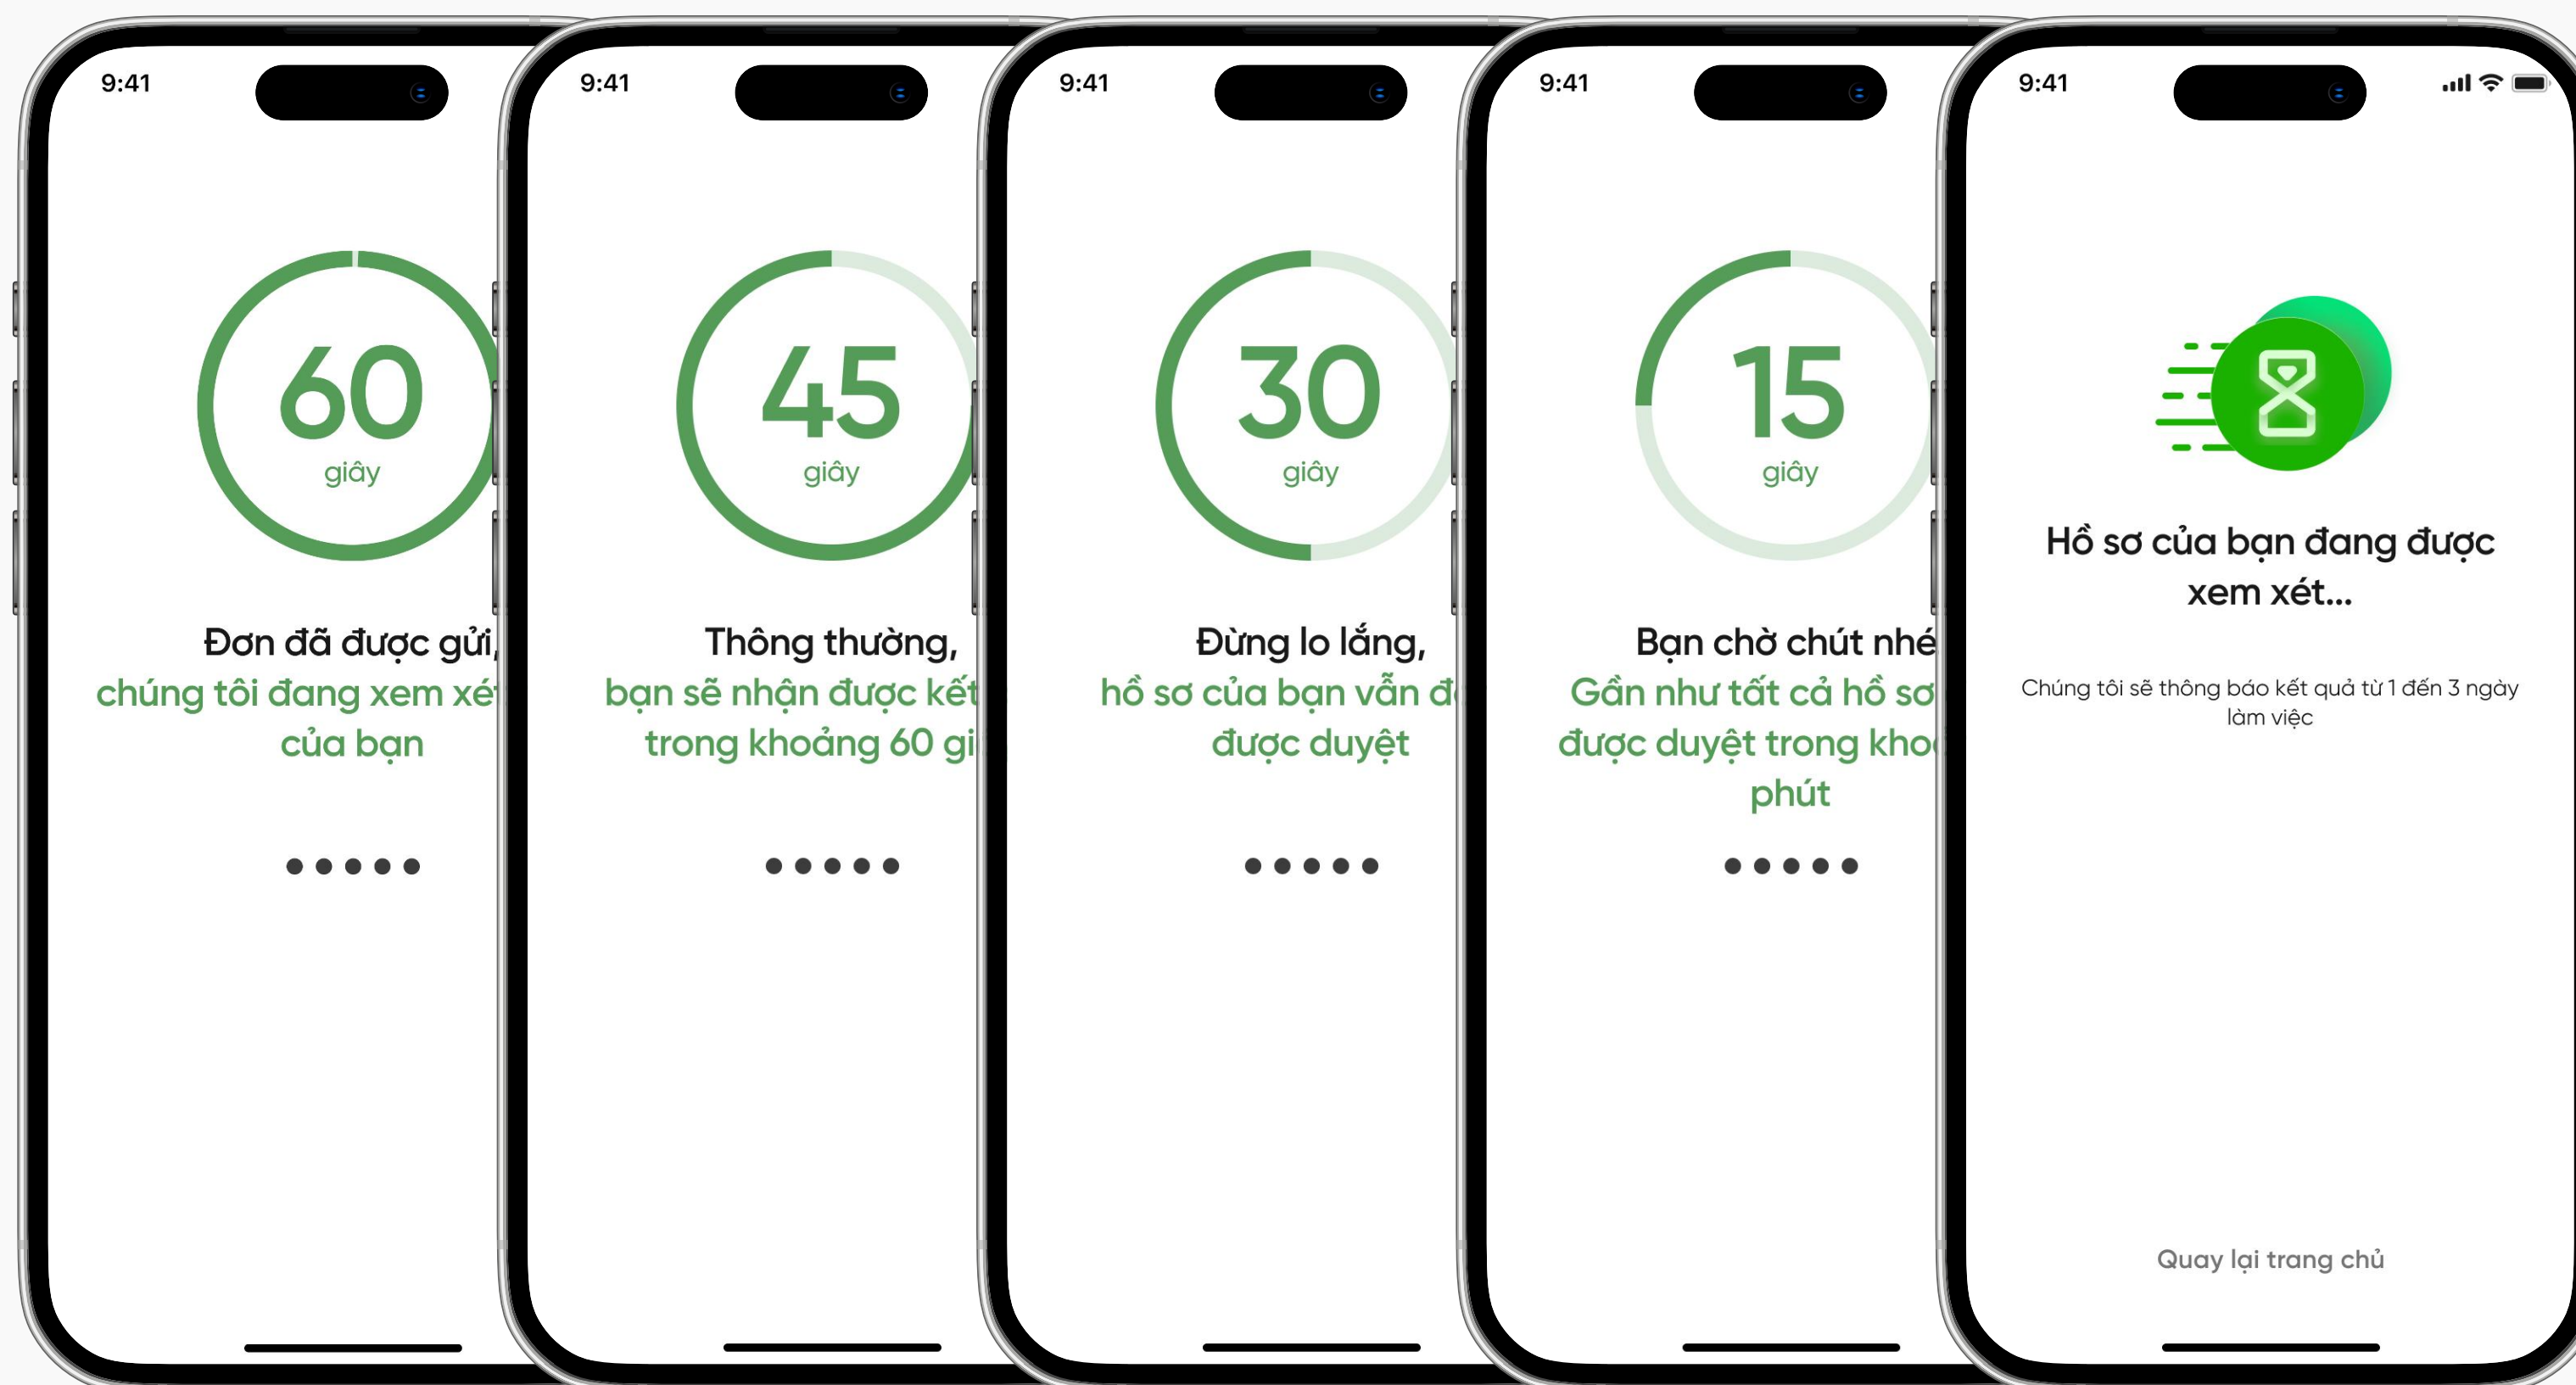 9:41
60
giây
Đơn đã được gửi,
chúng tôi đang xem xét
của bạn
9:41
45
giây
Thông thường,
bạn sẽ nhận được kết
trong khoảng 60
9:41
30
giây
Đừng lo lắng,
hồ sơ của bạn vẫn
được duyệt
9:41
15
giây
Bạn chờ chút nhé
Gần như tất cả hồ sơ
được duyệt trong
phút
9:41
Hồ sơ của bạn đang được
xem xét...
Chúng tôi sẽ thông báo kết quả từ 1 đến 3 ngày
làm việc
Quay lại trang chủ